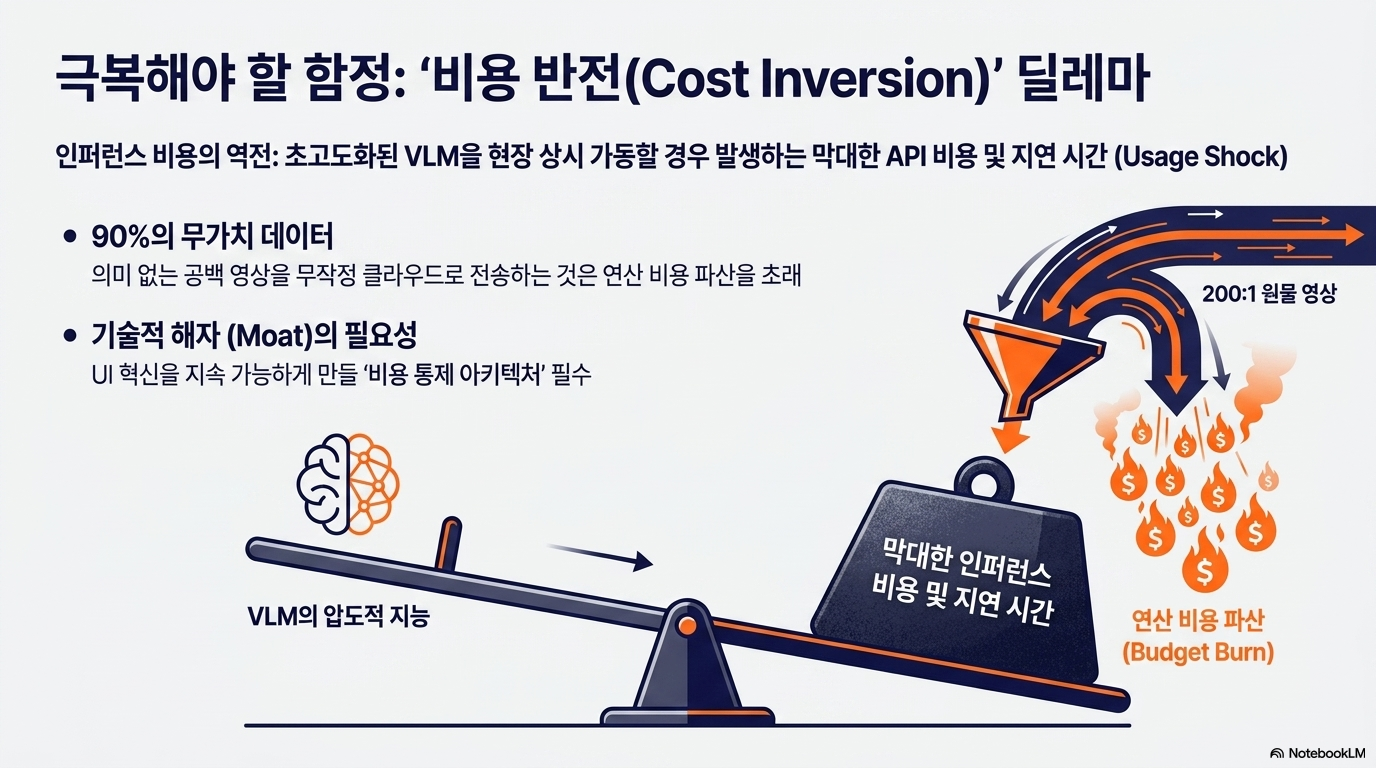 극복해야 할 함정: ‘비용 반전(Cost Inversion)’ 딜레마
인퍼런스 비용의 역전: 초고도화된 VLM을 현장 상시 가동할 경우 발생하는 막대한 API 비용 및 지연 시간 (Usage Shock)
• 90%의 무가치 데이터
의미 없는 공백 영상을 무작정 클라우드로 전송하는 것은 연산 비용 파산을 초래
• 기술적 해자 (Moat)의 필요성
UI 혁신을 지속 가능하게 만들 ‘비용 통제 아키텍처’ 필수
200:1 원물 영상
VLM의 압도적 지능
막대한 인퍼런스
비용 및 지연 시간
$
$
$
$
$
$
$
$
$
$
$
연산 비용 파산
(Budget Burn)
NotebookLM